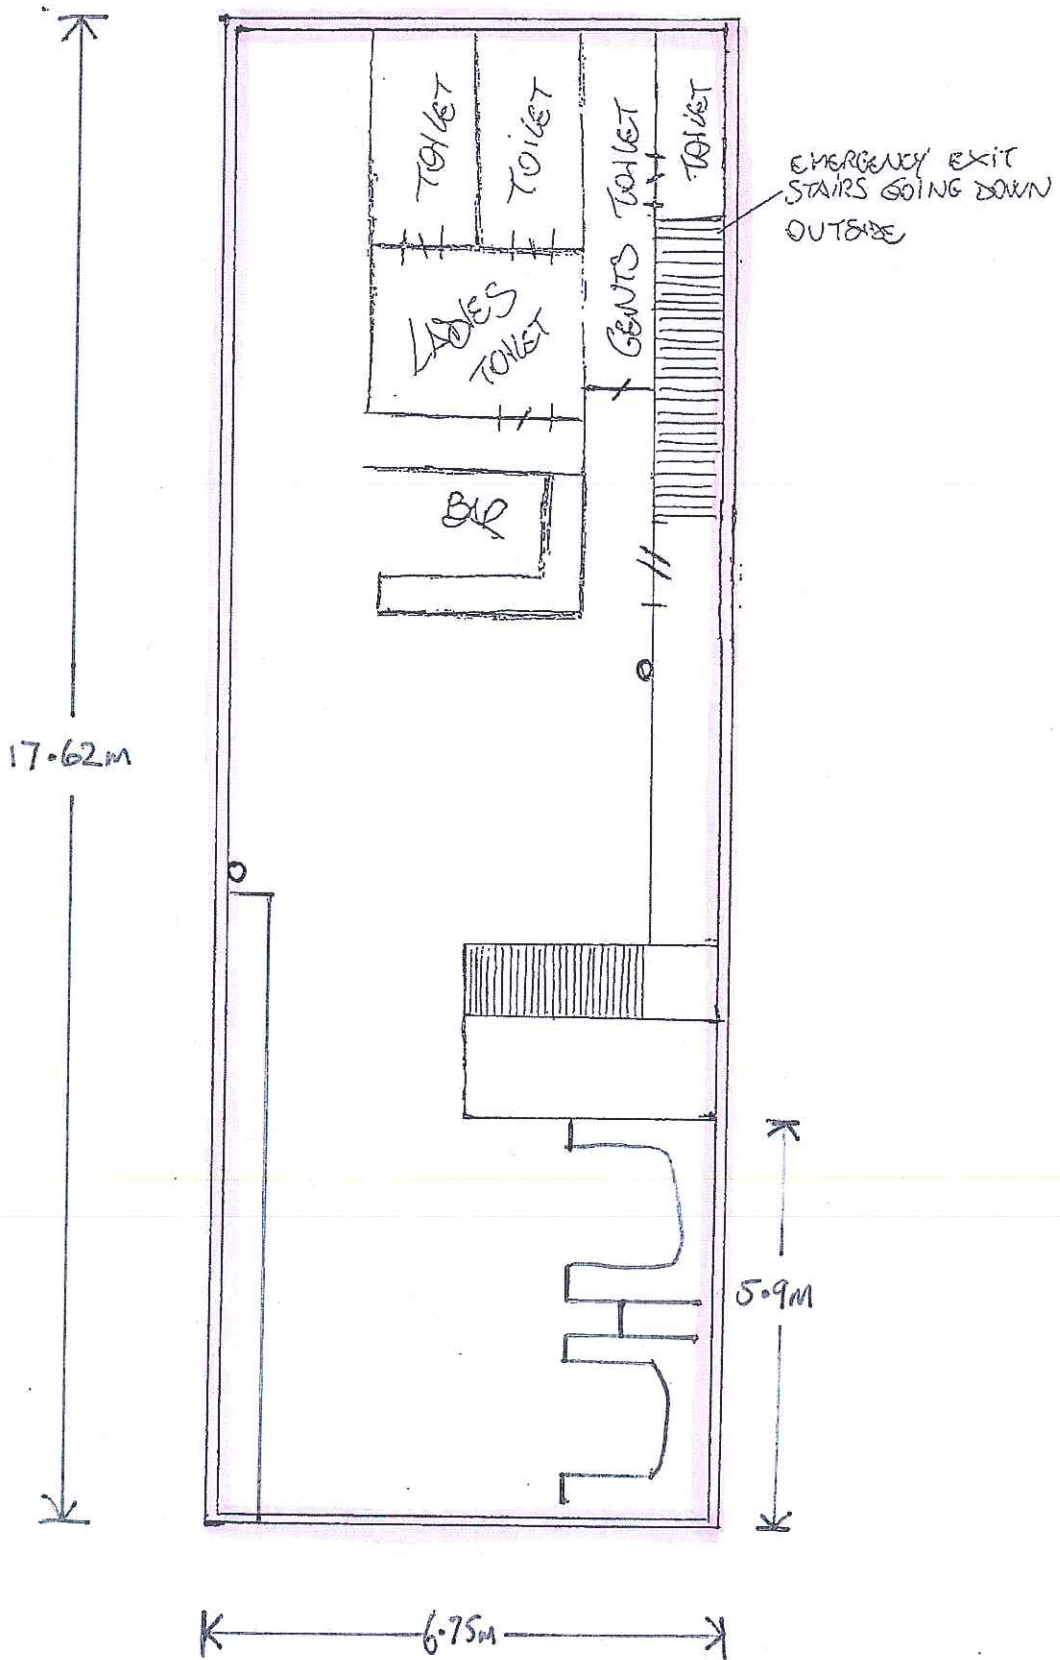 TOILET
TOILET
GENTS TOILET
TOILET
EMERGENCY EXIT
STAIRS GOING DOWN
OUTSIDE
LADIES
TOILET
BAR
17.62m
5.9m
6.75m